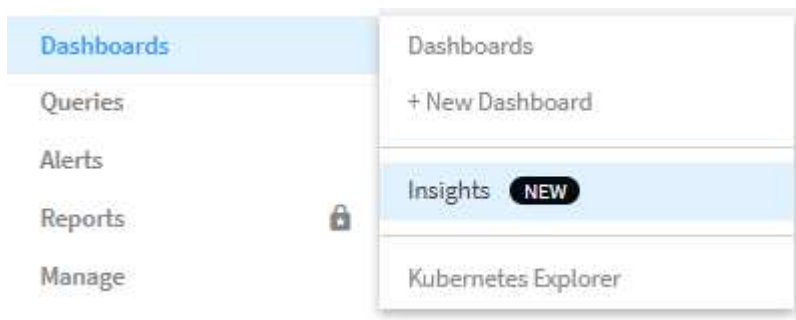 Dashboards
Queries
Alerts
Reports
Manage
Dashboards
+ New Dashboard
Insights NEW
Kubernetes Explorer